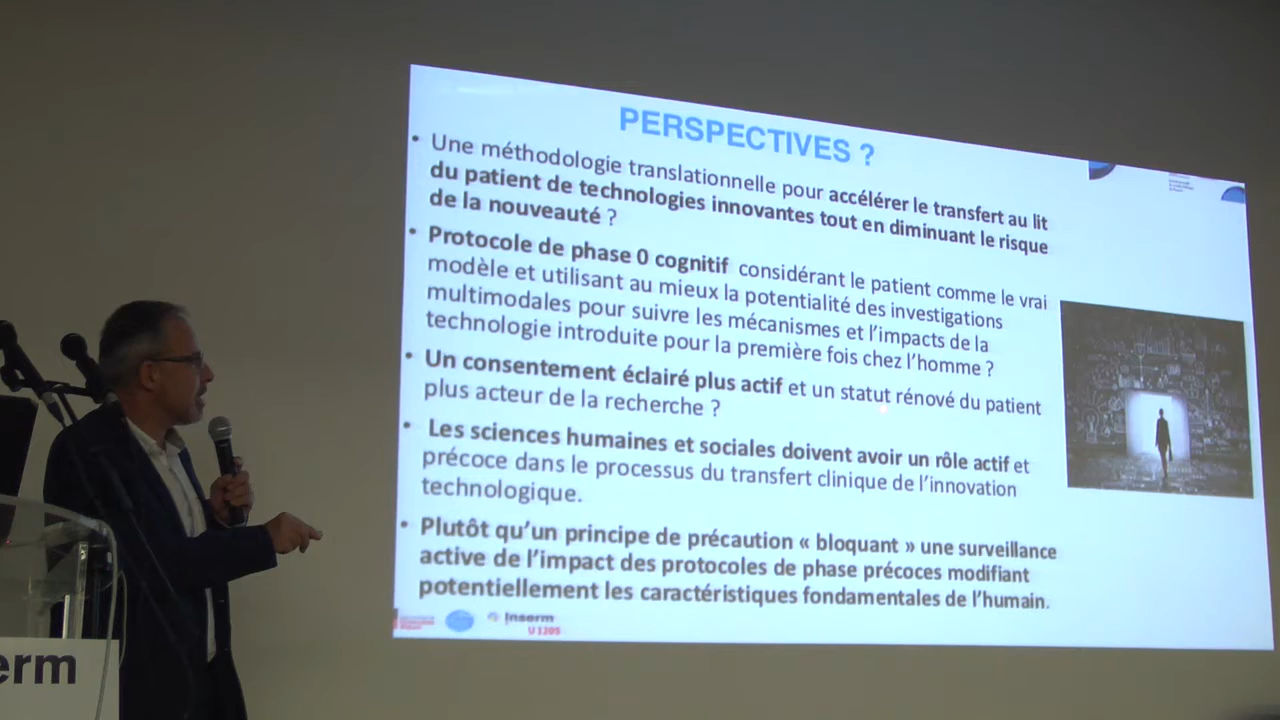 PERSPECTIVES ?
• Une méthodologie translationnelle pour accélérer le transfert au lit
du patient de technologies innovantes tout en diminuant le risque
de la nouveauté ?
• Protocole de phase 0 cognitif considérant le patient comme le vrai
modèle et utilisant au mieux la potentialité des investigations
multimodales pour suivre les mécanismes et l'impacts de la
technologie introduite pour la première fois chez l'homme ?
• Un consentement éclairé plus actif et un statut rénové du patient
plus acteur de la recherche ?
• Les sciences humaines et sociales doivent avoir un rôle actif et
précoce dans le processus du transfert clinique de l'innovation
technologique.
• Plutôt qu'un principe de précaution « bloquant » une surveillance
active de l'impact des protocoles de phase précoces modifiant
potentiellement les caractéristiques fondamentales de l'humain.
Inserm
U 1205
erm